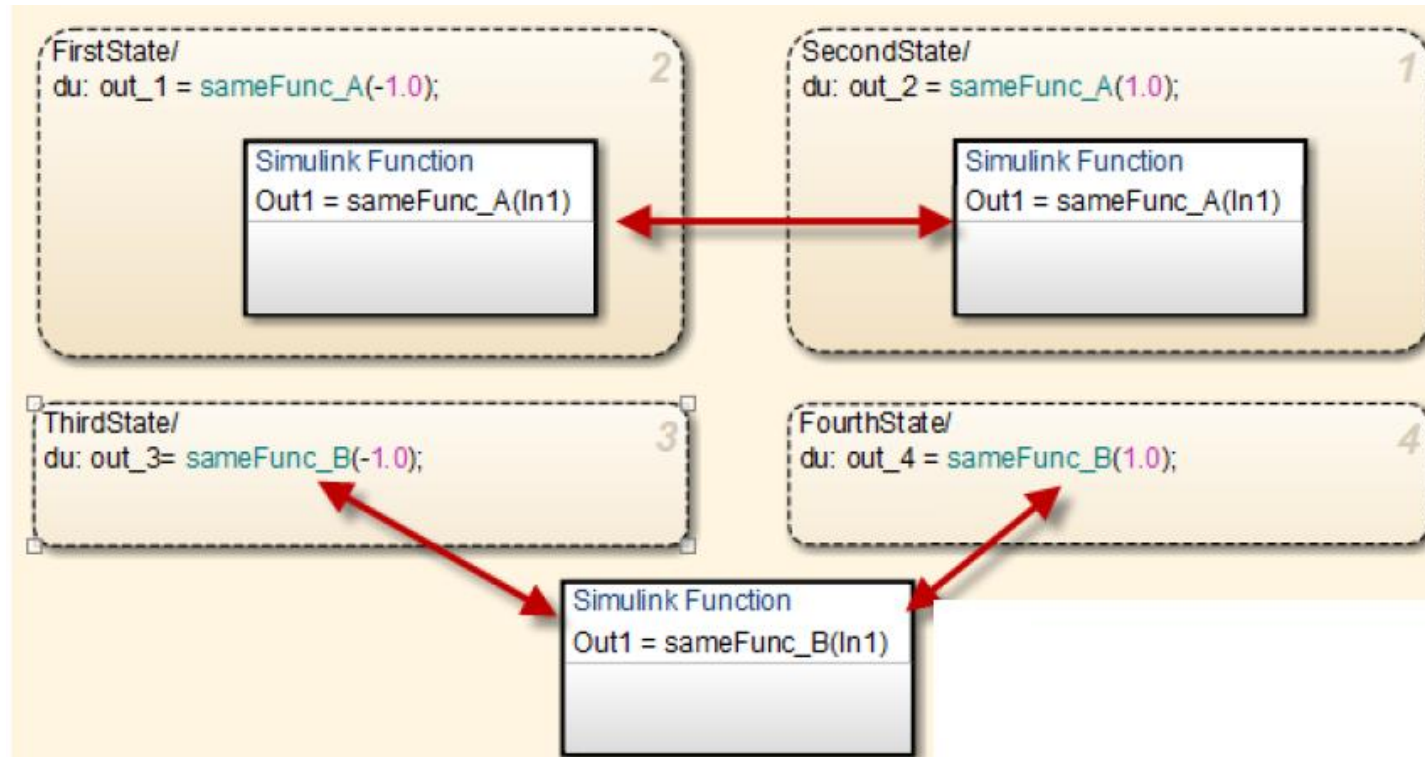 FirstState/
2
du: out_1 = sameFunc_A(-1.0);
Simulink Function
Out1 = sameFunc_A(In1)
SecondState/
1
du: out_2 = sameFunc_A(1.0);
Simulink Function
Out1 = sameFunc_A(In1)
ThirdState/
3
du: out_3= sameFunc_B(-1.0);
FourthState/
4
du: out_4 = sameFunc_B(1.0);
Simulink Function
Out1 = sameFunc_B(In1)